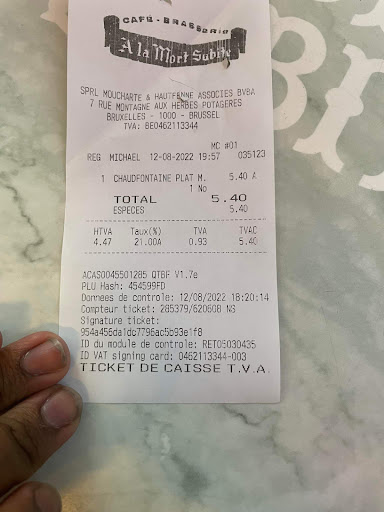 CAFÉ - BRASSERIE
A la Mort Subite
SPRL MOUCHARTE & HAUTFENNE ASSOCIES BVBA
7 RUE MONTAGNE AUX HERBES POTAGERES
BRUXELLES - 1000 - BRUSSEL
TVA: BE0462113344
MC #01
REG MICHAEL 12-08-2022 19:57 035123
1 CHAUDFONTAINE PLAT M. 5.40 A
1 No
TOTAL 5.40
ESPECES 5.40
HTVA Taux(%) TVA TVAC
4.47 21.00A 0.93 5.40
ACAS0045501285 QTBF V1.7e
PLU Hash: 454599FD
Donnees de controle: 12/08/2022 18:20:14
Compteur ticket: 285379/620608 NS
Signature ticket:
954a456da1dc7796ac5b93e1f8
ID du module de controle: RET05030435
ID VAT signing card: 0462113344-003
TICKET DE CAISSE T.V.A.